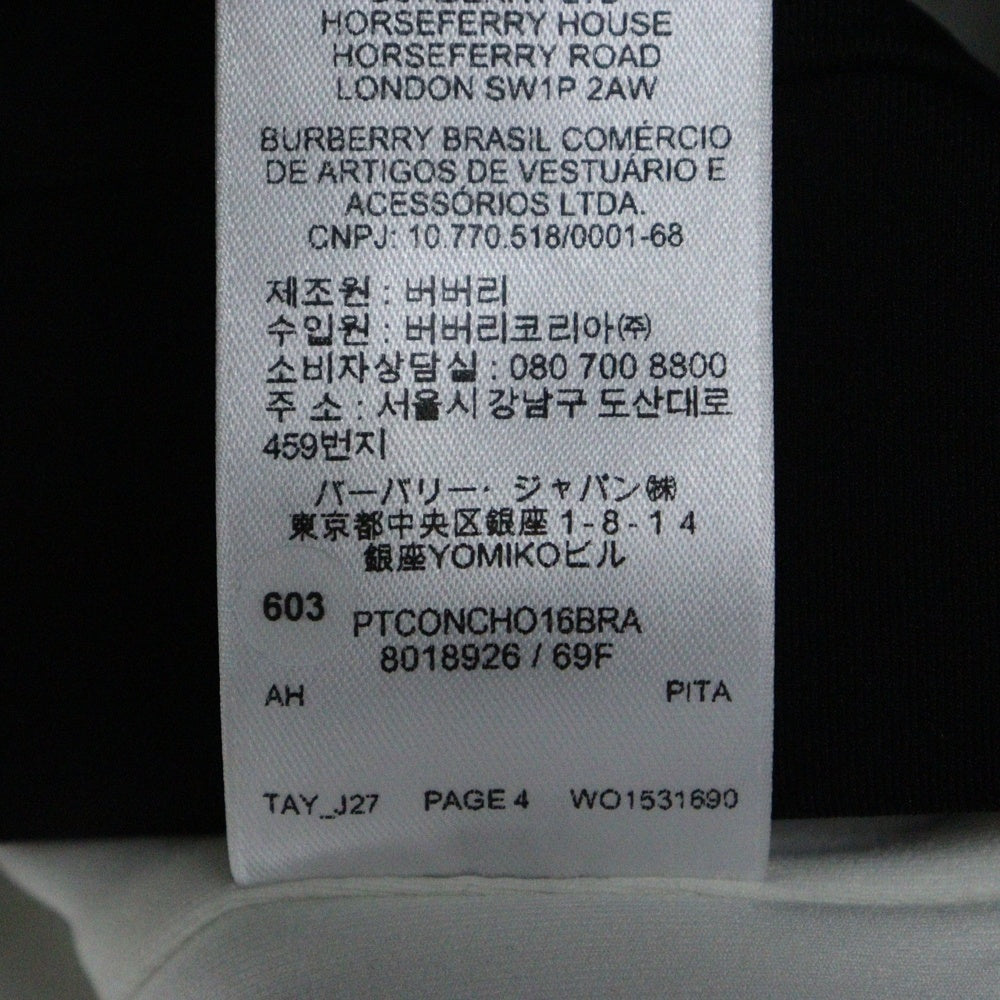 HORSEFERRY HOUSE
HORSEFERRY ROAD
LONDON SW1P 2AW
BURBERRY BRASIL COMÉRCIO
DE ARTIGOS DE VESTUÁRIO E
ACESSÓRIOS LTDA.
CNPJ: 10.770.518/0001-68
제조원 : 버버리
수입원 : 버버리코리아㈜
소비자상담실 : 080 700 8800
주 소 : 서울시 강남구 도산대로
459번지
バーバリー・ジャパン㈱
東京都中央区銀座 1 - 8 - 1 4
銀座YOMIKOビル
603
PTCONCHO16BRA
8018926 / 69F
AH PITA
TAY_J27 PAGE 4 WO1531690